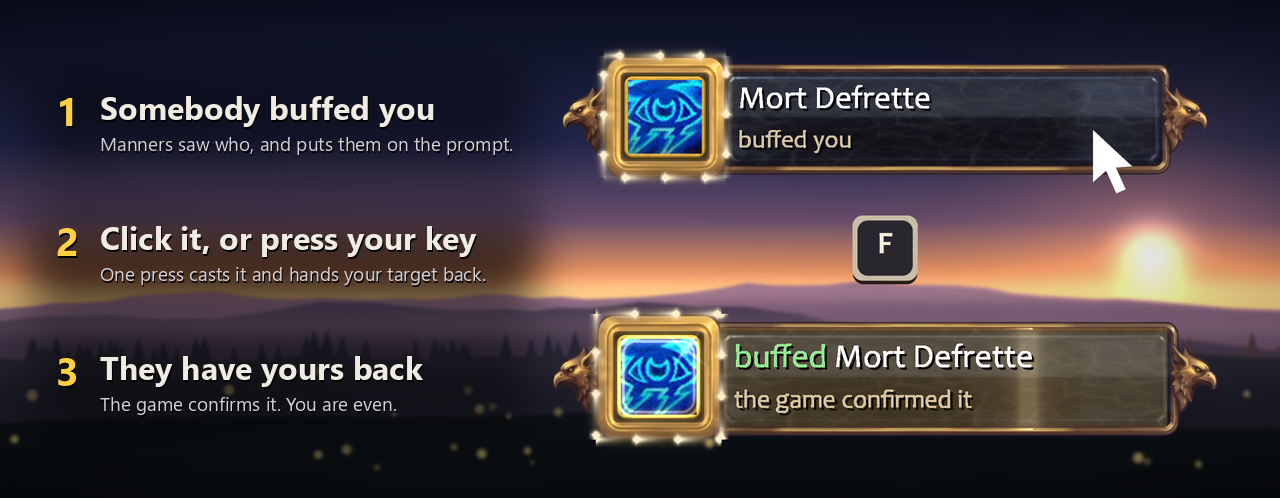 1 Somebody buffed you
Manners saw who, and puts them on the prompt.
Mort Defrette
buffed you
2 Click it, or press your key
One press casts it and hands your target back.
F
3 They have yours back
The game confirms it. You are even.
buffed Mort Defrette
the game confirmed it